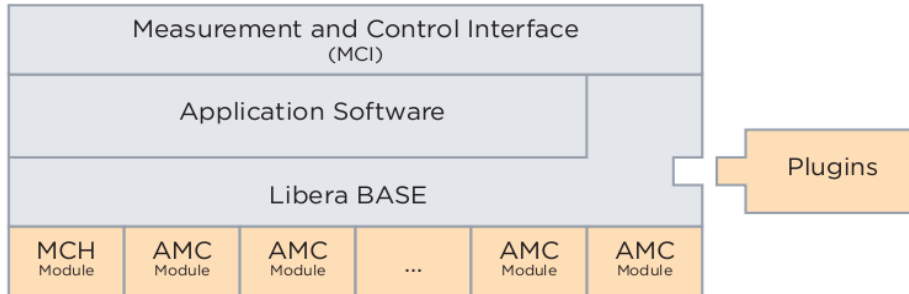 Measurement and Control Interface
(MCI)
Application Software
Plugins
Libera BASE
MCH AMC AMC ... AMC AMC
Module Module Module Module Module